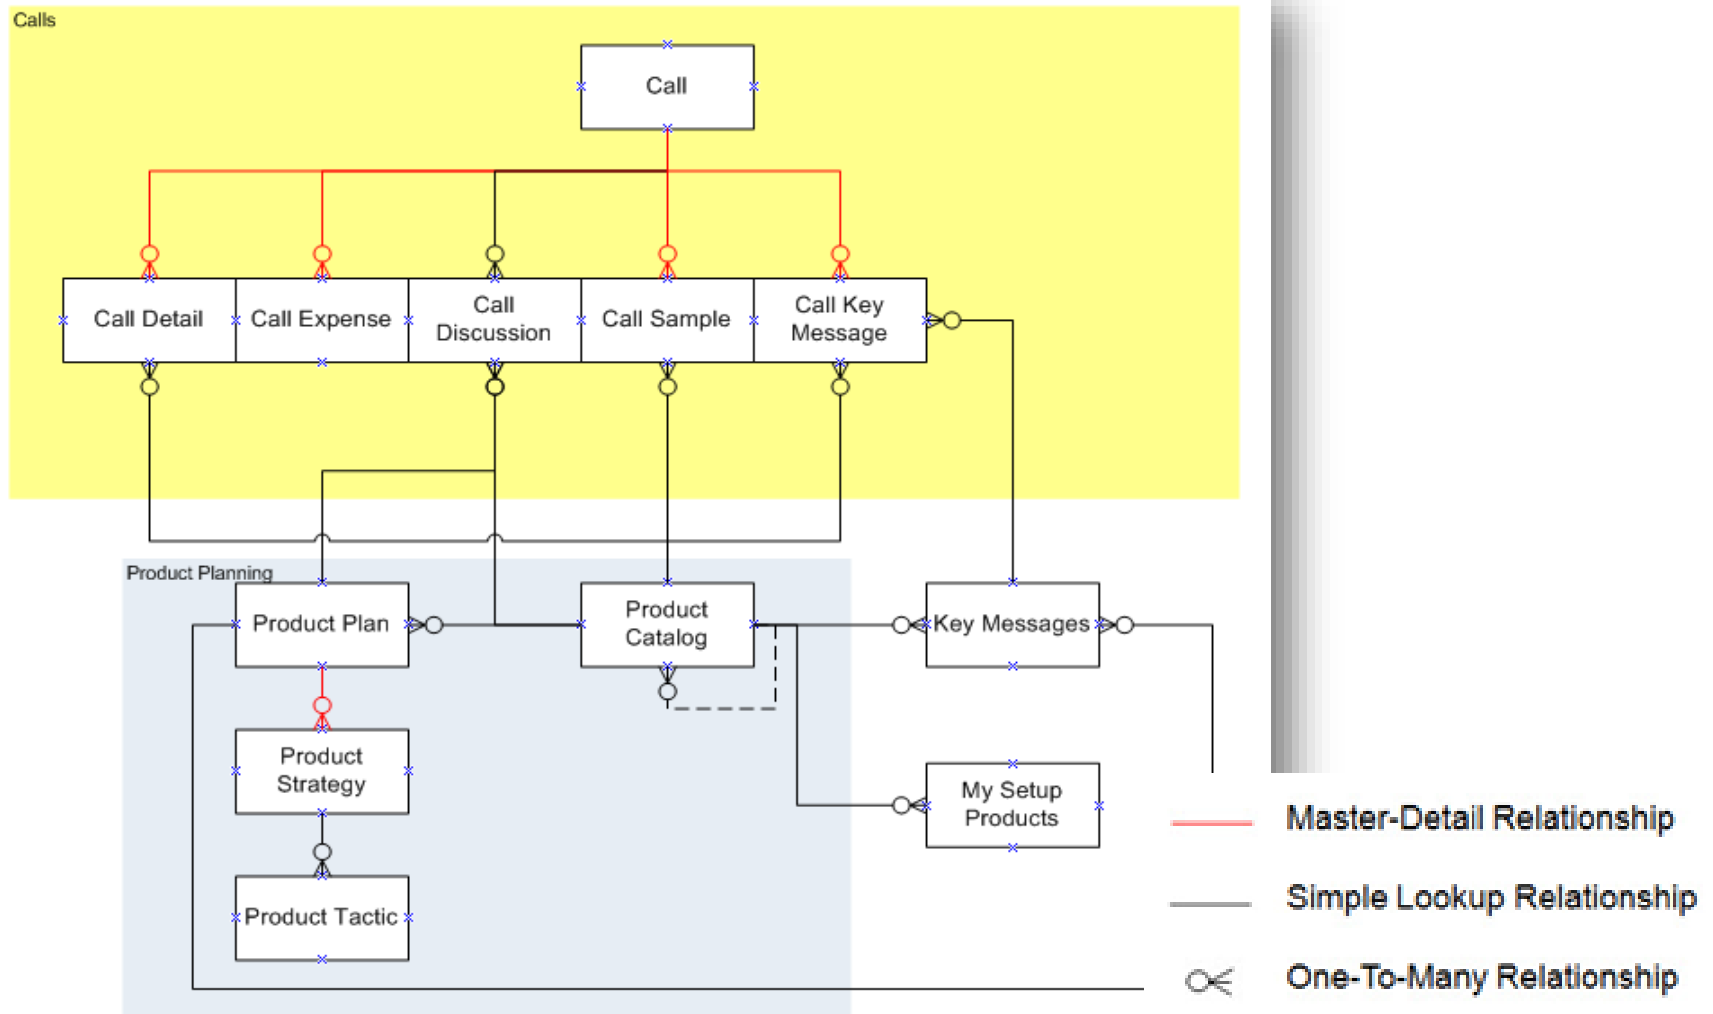 Calls
Call
Call Detail
Call Expense
Call
Discussion
Call Sample
Call Key
Message
Product Planning
Product Plan
Product
Catalog
Key Messages
Product
Strategy
My Setup
Products
Product Tactic
Master-Detail Relationship
Simple Lookup Relationship
One-To-Many Relationship